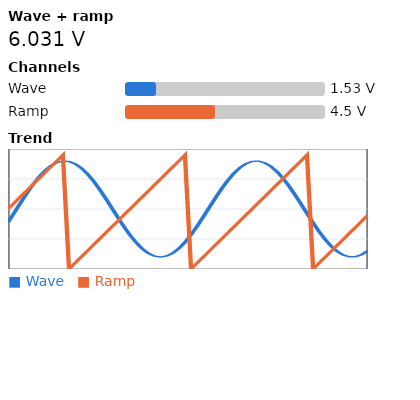 Wave + ramp
6.031 V
Channels
Wave 1.53 V
Ramp 4.5 V
Trend
Wave Ramp